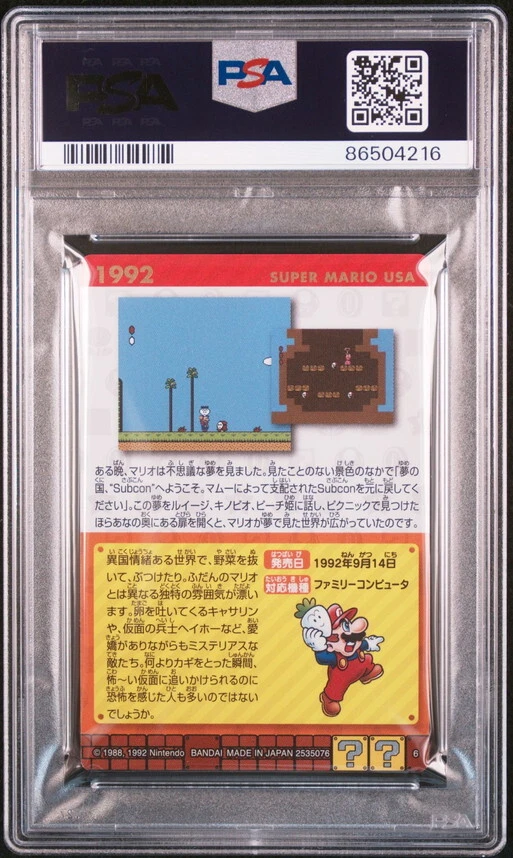 PSA
PSA
86504216
1992
SUPER MARIO USA
ある晩、マリオは不思議な夢を見ました。見たことのない景色のなかで「夢の
国、"Subcon"へようこそ。マムーによって支配されたSubconを元に戻してく
ださい」。この夢をルイージ、キノピオ、ピーチ姫に話し、ピクニックで見つけた
ほらあなの奥にある扉を開くと、マリオが夢で見た世界が広がっていたのです。
異国情緒ある世界で、野菜を抜
いて、ぶつけたり。ふだんのマリオ
とは異なる独特の雰囲気が漂い
ます。卵を吐いてくるキャサリン
や、仮面の兵士ヘイホーなど、愛
嬌がありながらもミステリアスな
敵たち。何よりカギをとった瞬間、
怖〜い仮面に追いかけられるのに
恐怖を感じた人も多いのではない
でしょうか。
発売日 1992年9月14日
対応機種 ファミリーコンピュータ
© 1988, 1992 Nintendo BANDAI MADE IN JAPAN 2535076
? ?
6
PSA